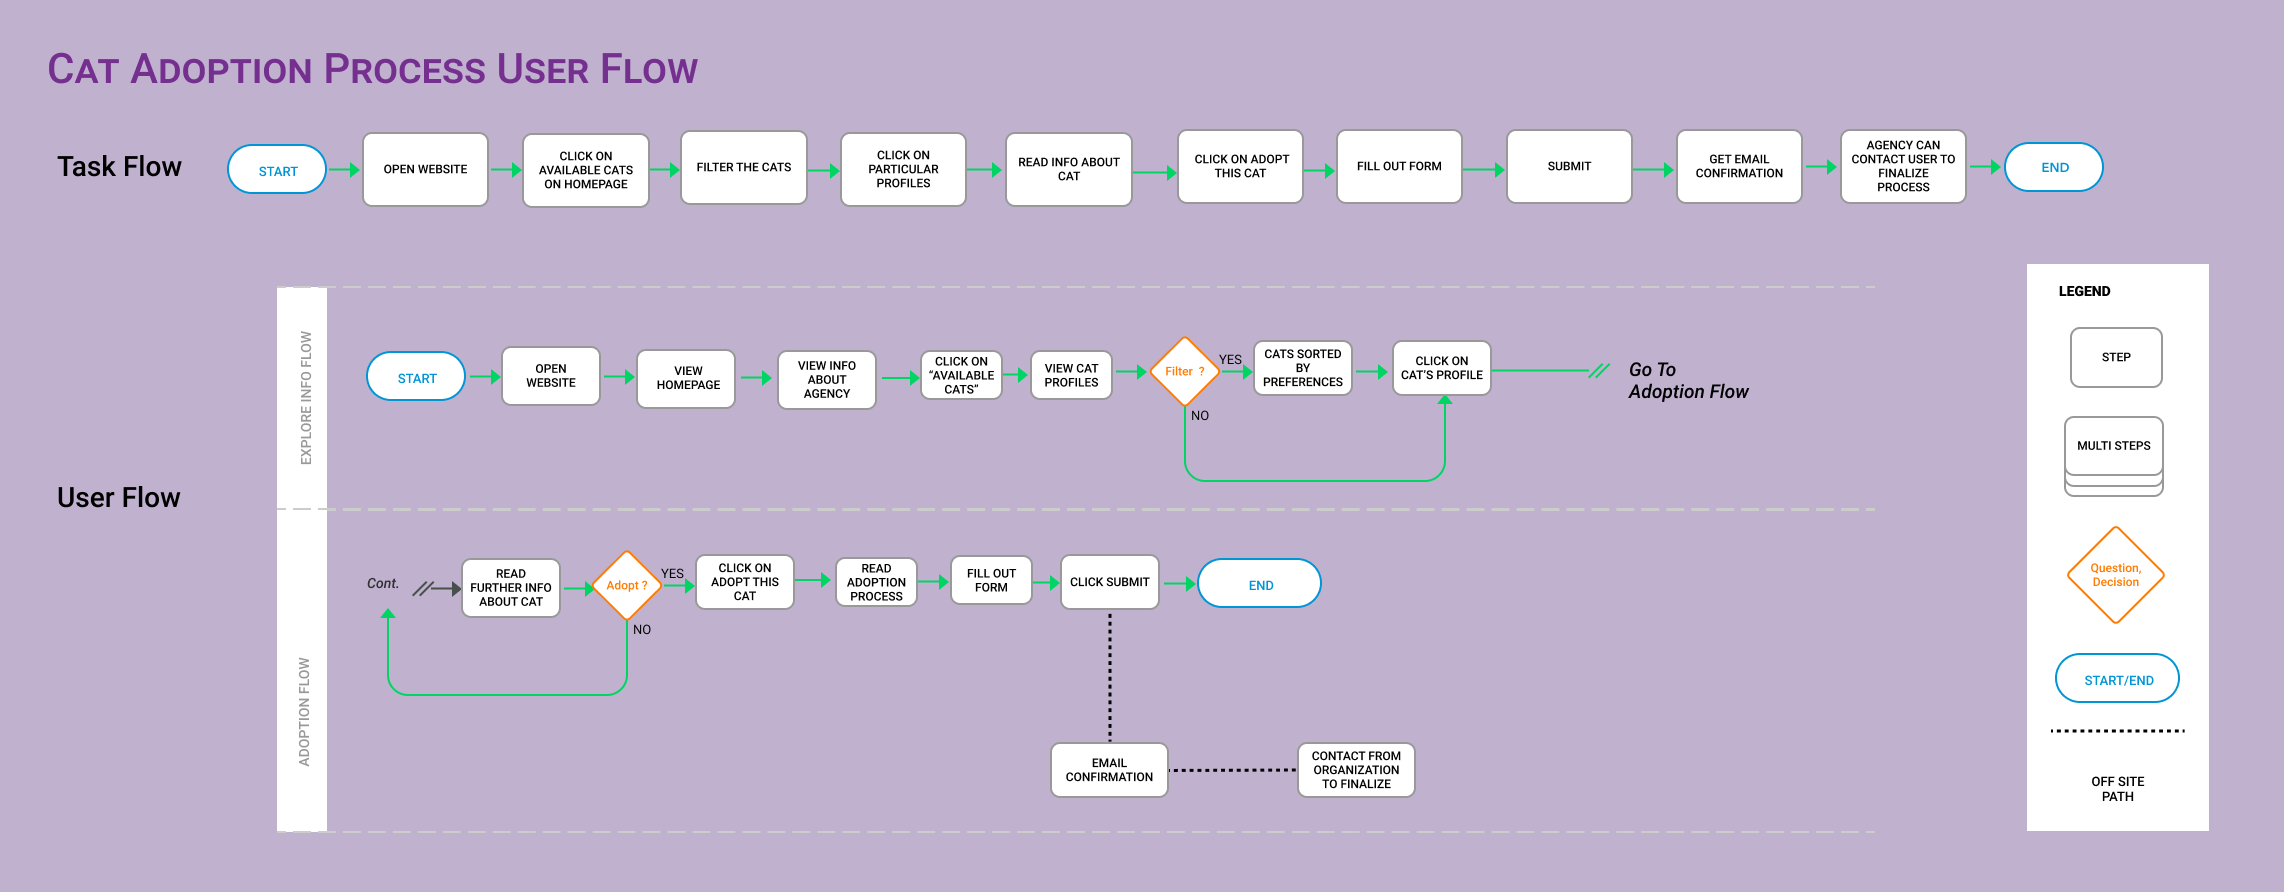 CAT ADOPTION PROCESS USER FLOW
Task Flow
START
OPEN WEBSITE
CLICK ON
AVAILABLE CATS
ON HOMEPAGE
FILTER THE CATS
CLICK ON
PARTICULAR
PROFILES
READ INFO ABOUT
CAT
CLICK ON ADOPT
THIS CAT
FILL OUT FORM
SUBMIT
GET EMAIL
CONFIRMATION
AGENCY CAN
CONTACT USER TO
FINALIZE
PROCESS
END
User Flow
EXPLORE INFO FLOW
START
OPEN
WEBSITE
VIEW
HOMEPAGE
VIEW INFO
ABOUT
AGENCY
CLICK ON
“AVAILABLE
CATS”
VIEW CAT
PROFILES
Filter ?
YES
NO
CATS SORTED
BY
PREFERENCES
CLICK ON
CAT'S PROFILE
Go To
Adoption Flow
ADOPTION FLOW
Cont.
READ
FURTHER INFO
ABOUT CAT
Adopt ?
YES
NO
CLICK ON
ADOPT THIS
CAT
READ
ADOPTION
PROCESS
FILL OUT
FORM
CLICK SUBMIT
END
EMAIL
CONFIRMATION
CONTACT FROM
ORGANIZATION
TO FINALIZE
LEGEND
STEP
MULTI STEPS
Question,
Decision
START/END
OFF SITE
PATH